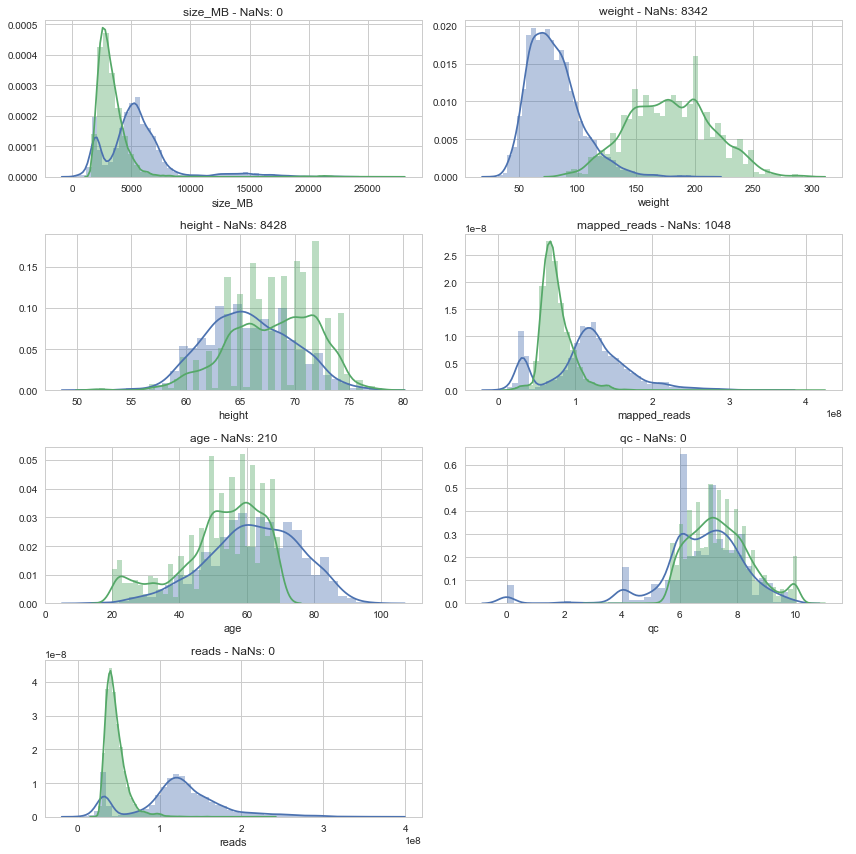 size_MB - NaNs: 0
0.0005
0.0004
0.0003
0.0002
0.0001
0.0000
0 5000 10000 15000 20000 25000
size_MB
weight - NaNs: 8342
0.020
0.015
0.010
0.005
0.000
50 100 150 200 250 300
weight
height - NaNs: 8428
0.15
0.10
0.05
0.00
50 55 60 65 70 75 80
height
1e−8
mapped_reads - NaNs: 1048
2.5
2.0
1.5
1.0
0.5
0.0
0 1 2 3 4
1e8
mapped_reads
age - NaNs: 210
0.05
0.04
0.03
0.02
0.01
0.00
0 20 40 60 80 100
age
qc - NaNs: 0
0.6
0.5
0.4
0.3
0.2
0.1
0.0
0 2 4 6 8 10
qc
1e−8
reads - NaNs: 0
4
3
2
1
0
0 1 2 3 4
1e8
reads